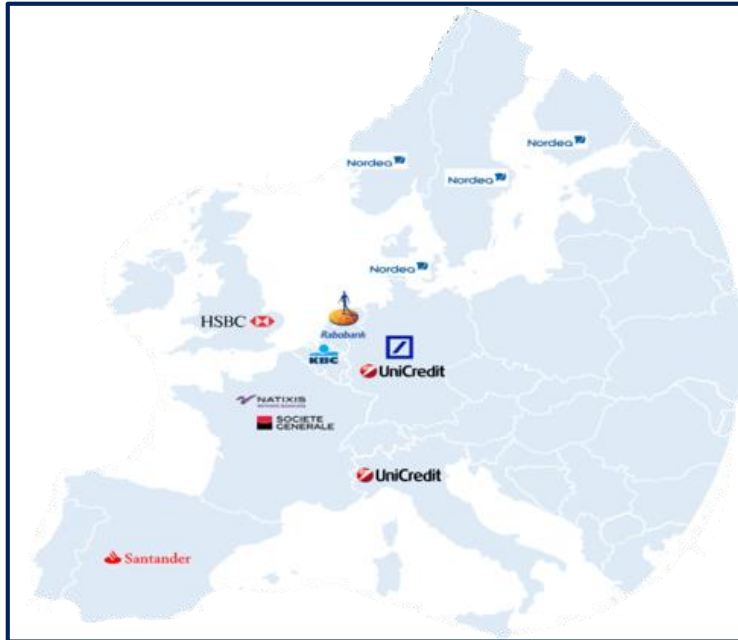 Nordea
Nordea
Nordea
Nordea
HSBC
Rabobank
KBC
UniCredit
NATIXIS
SOCIETE
GENERALE
UniCredit
Santander